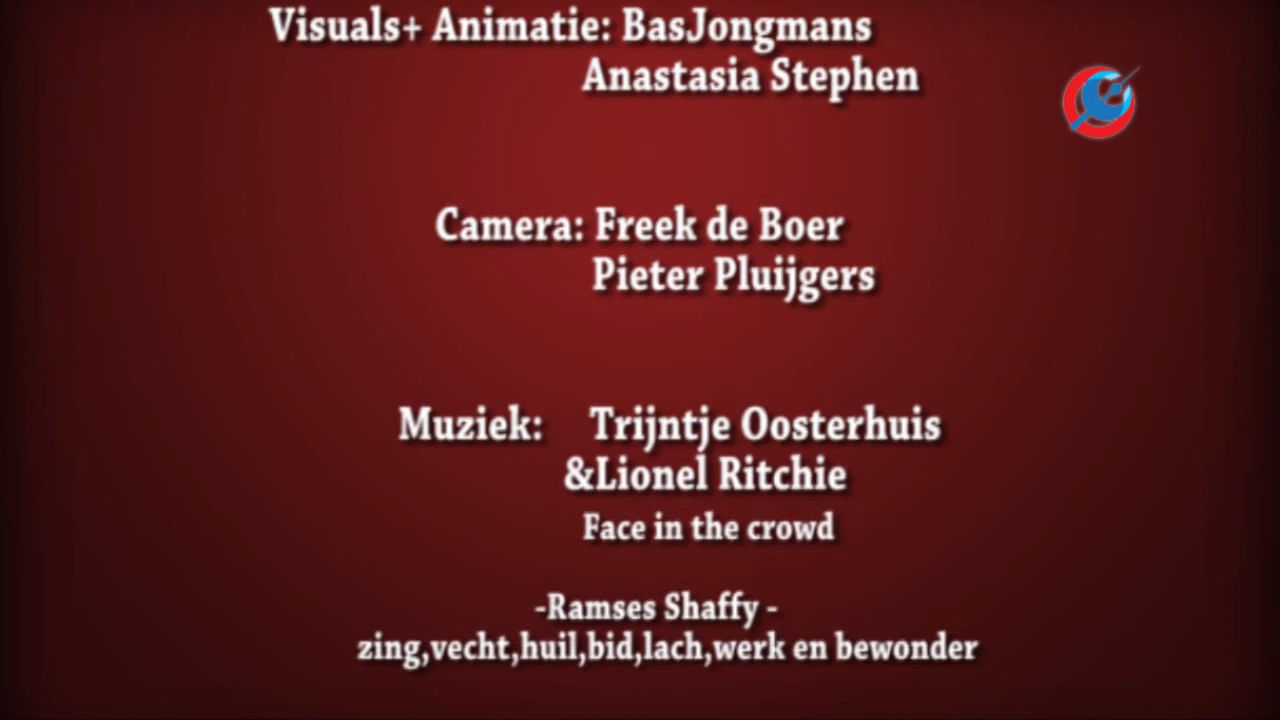 Visuals+ Animatie: BasJongmans
Anastasia Stephen
Camera: Freek de Boer
Pieter Pluijgers
Muziek: Trijntje Oosterhuis
&Lionel Ritchie
Face in the crowd
-Ramses Shaffy -
zing,vecht,huil,bid,lach,werk en bewonder